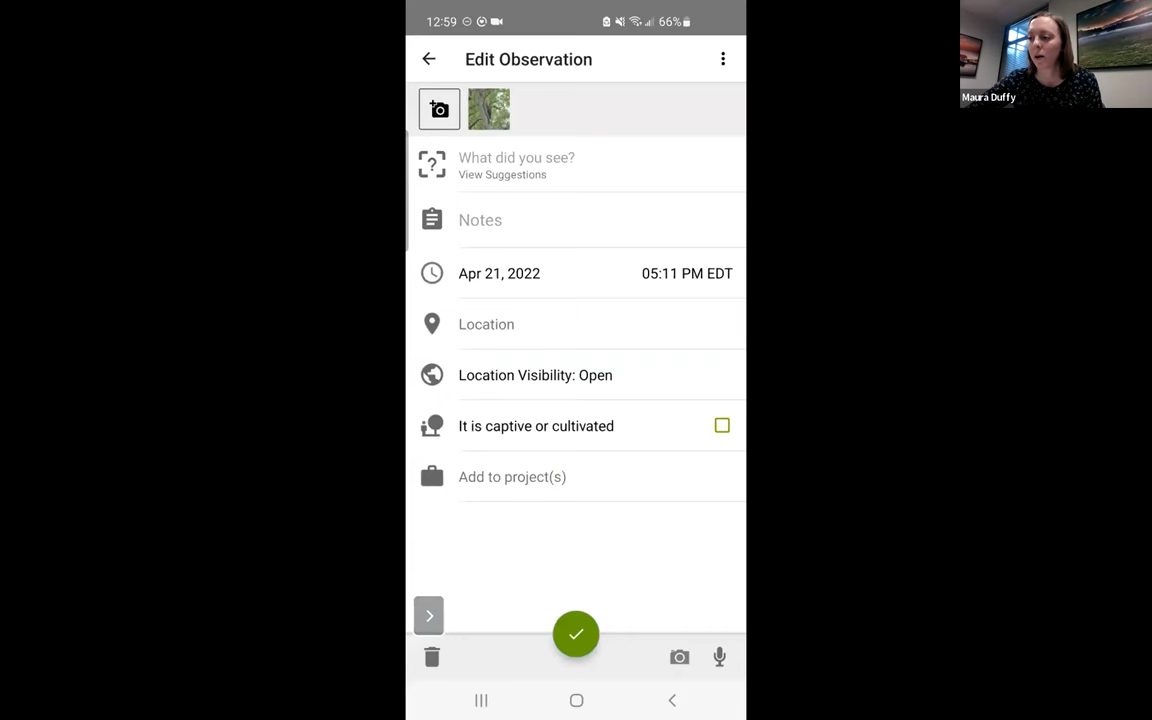 12:59
66%
Edit Observation
What did you see?
View Suggestions
Notes
Apr 21, 2022 05:11 PM EDT
Location
Location Visibility: Open
It is captive or cultivated
Add to project(s)
Maura Duffy